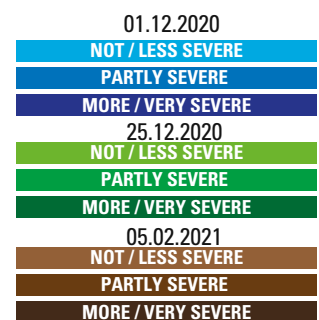 01.12.2020
NOT / LESS SEVERE
PARTLY SEVERE
MORE / VERY SEVERE
25.12.2020
NOT / LESS SEVERE
PARTLY SEVERE
MORE / VERY SEVERE
05.02.2021
NOT / LESS SEVERE
PARTLY SEVERE
MORE / VERY SEVERE